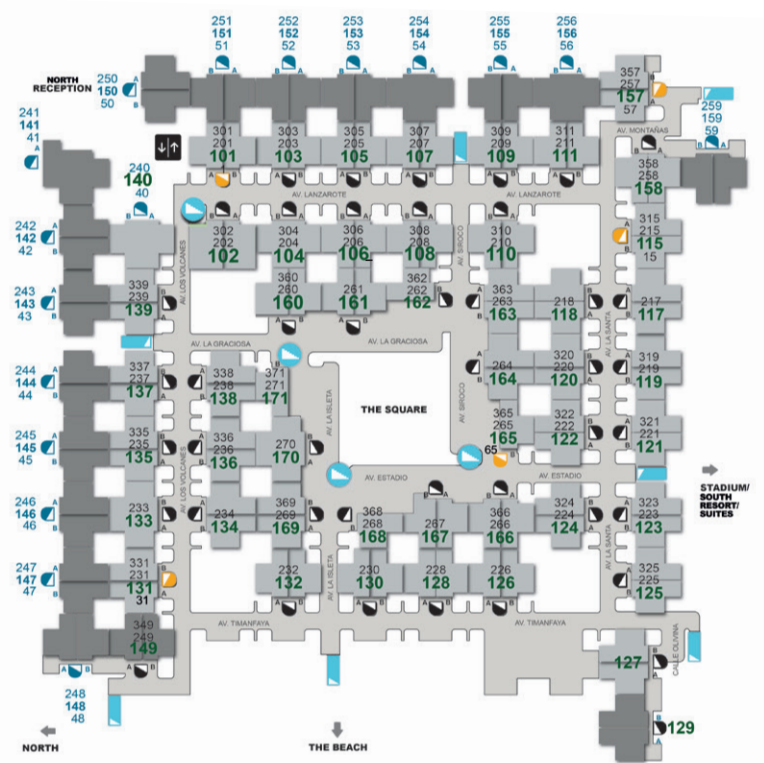 251 252 253 254 255 256
151 152 153 154 155 156
51 52 53 54 55 56
B A B A B A B A B A B A
NORTH
RECEPTION
250
150
50
A
B
357
257
157
57
B
A
259
159
59
B A
241
141
41
A
301 303 305 307 309 311
201 203 205 207 209 211
101 103 105 107 109 111
A B A B A B A B A B A B
AV. MONTAÑAS
358
258
158
240
140
40
A B
AV. LANZAROTE
AV. LANZAROTE
242
142
42
A
B
302 304 306 308 310
202 204 206 208 210
102 104 106 108 110
315
215
115
15
A
B
AV. LOS VOLCANES
AV. SIROCO
360
260
160
261
161
362
262
162
A B
243
143
43
A
B
339
239
139
363
263
163
218
118
217
117
AV. LA SANTA
AV. LA GRACIOSA
AV. LA GRACIOSA
244
144
44
A
B
337
237
137
338
238
138
371
271
171
B
264
164
320
220
120
319
219
119
THE SQUARE
AV. LA ISLETA
AV. SIROCO
245
145
45
A
B
335
235
135
336
236
136
270
170
365
265
165
65
B A
322
222
122
321
221
121
AV. ESTADIO
AV. ESTADIO
STADIUM/
SOUTH
RESORT/
SUITES
AV. LOS VOLCANES
246
146
46
A
B
233
133
234
134
369
269
169
368
268
168
267
167
366
266
166
324
224
124
323
223
123
247
147
47
A
B
331
231
131
31
232
132
230
130
228
128
226
126
325
225
125
AV. LA ISLETA
AV. LA SANTA
349
249
149
A B
AV. TIMANFAYA
AV. TIMANFAYA
CALLE OLIVINA
127
B
A
248
148
48
A B
129
B
A
NORTH
THE BEACH